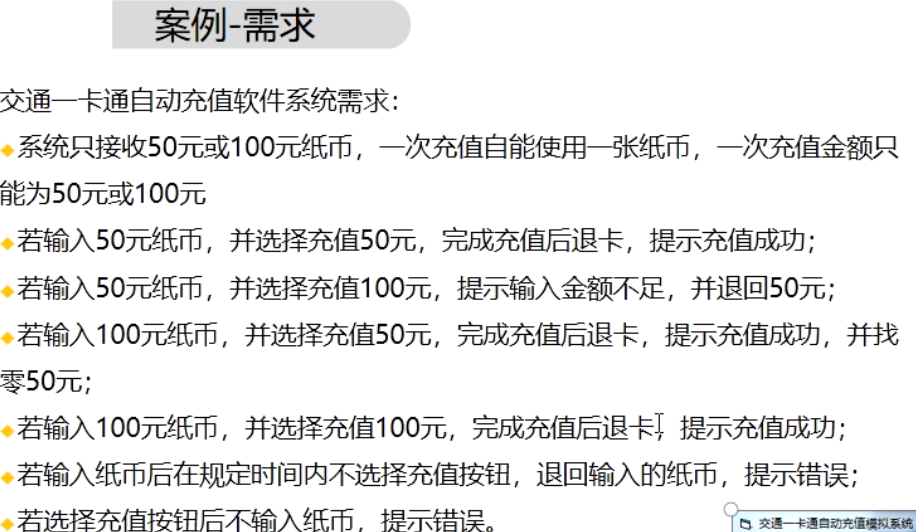 案例-需求
交通一卡通自动充值软件系统需求：
◆系统只接收50元或100元纸币，一次充值自能使用一张纸币，一次充值金额只
能为50元或100元
◆若输入50元纸币，并选择充值50元，完成充值后退卡，提示充值成功；
◆若输入50元纸币，并选择充值100元，提示输入金额不足，并退回50元；
◆若输入100元纸币，并选择充值50元，完成充值后退卡，提示充值成功，并找
零50元；
◆若输入100元纸币，并选择充值100元，完成充值后退卡，提示充值成功；
◆若输入纸币后在规定时间内不选择充值按钮，退回输入的纸币，提示错误；
◆若选择充值按钮后不输入纸币，提示错误。
交通一卡通自动充值模拟系统